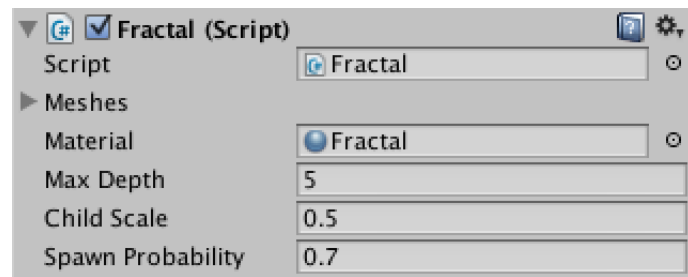 Fractal (Script)
Script Fractal
Meshes
Material Fractal
Max Depth 5
Child Scale 0.5
Spawn Probability 0.7